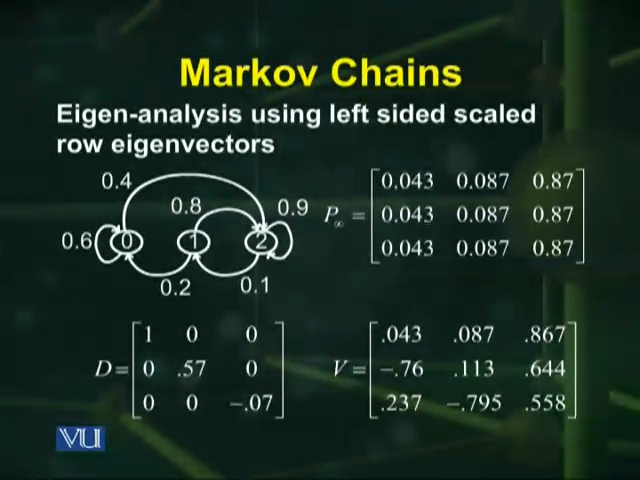 Markov Chains
Eigen-analysis using left sided scaled
row eigenvectors
0.4
0.8
0.9
0.6 0 1 2
0.2
0.1
P∞ = [0.043 0.087 0.87
0.043 0.087 0.87
0.043 0.087 0.87]
D = [1 0 0
0 .57 0
0 0 −.07]
V = [.043 .087 .867
−.76 .113 .644
.237 −.795 .558]
VU